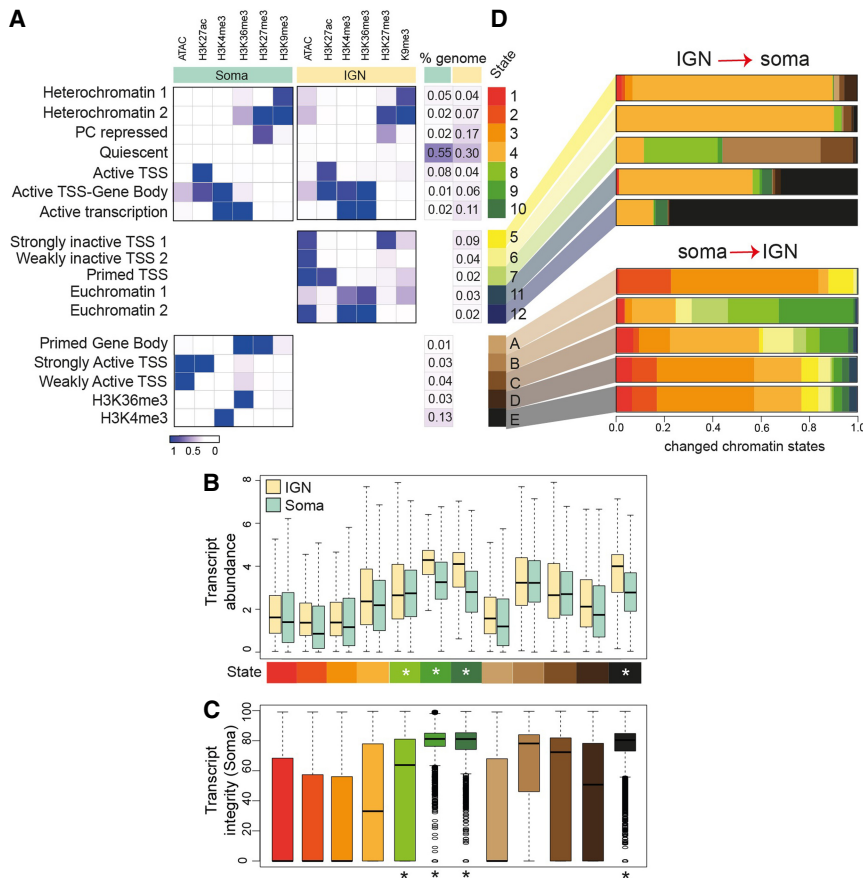 A
ATAC
H3K27ac
H3K4me3
H3K36me3
H3K27me3
H3K9me3
ATAC
H3K27ac
H3K4me3
H3K36me3
H3K27me3
K9me3
% genome
State
Soma
IGN
Heterochromatin 1
0.05 0.04
1
Heterochromatin 2
0.02 0.07
2
PC repressed
0.02 0.17
3
Quiescent
0.55 0.30
4
Active TSS
0.08 0.04
8
Active TSS-Gene Body
0.01 0.06
9
Active transcription
0.02 0.11
10
Strongly inactive TSS 1
0.09
5
Weakly inactive TSS 2
0.04
6
Primed TSS
0.02
7
Euchromatin 1
0.03
11
Euchromatin 2
0.02
12
Primed Gene Body
0.01
A
Strongly Active TSS
0.03
B
Weakly Active TSS
0.04
C
H3K36me3
0.03
D
H3K4me3
0.13
E
1 0.5 0
D
IGN → soma
soma → IGN
0.0 0.2 0.4 0.6 0.8 1.0
changed chromatin states
B
IGN
Soma
Transcript
abundance
8
6
4
2
0
State
* * * *
C
Transcript
integrity (Soma)
100
80
60
40
20
0
* * * *